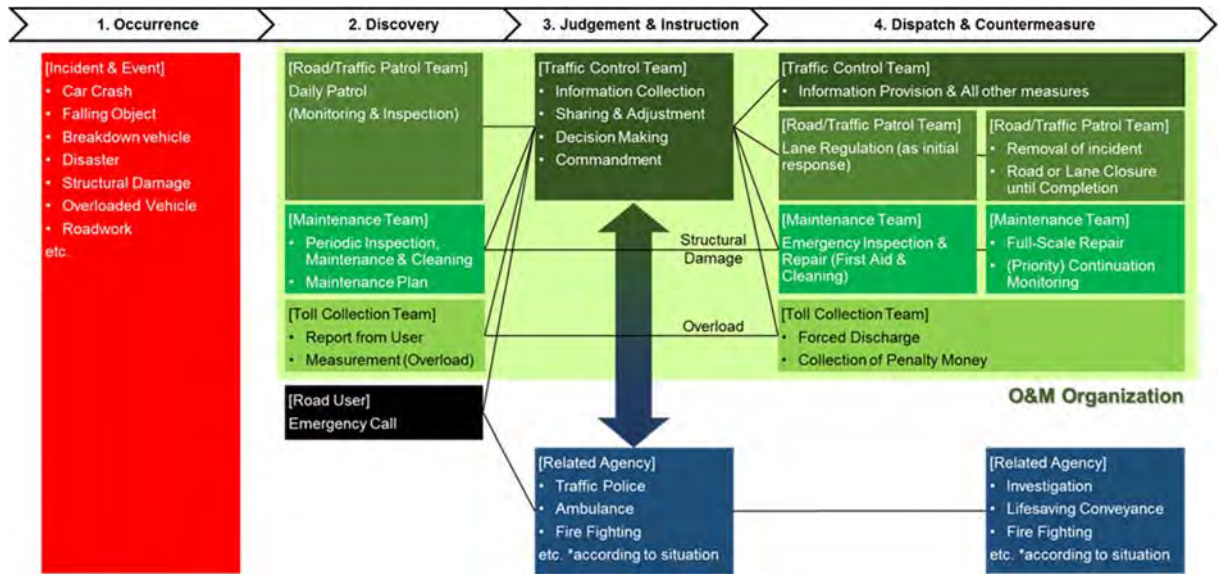 1. Occurrence
2. Discovery
3. Judgement & Instruction
4. Dispatch & Countermeasure
[Incident & Event]
• Car Crash
• Falling Object
• Breakdown vehicle
• Disaster
• Structural Damage
• Overloaded Vehicle
• Roadwork
etc.
[Road/Traffic Patrol Team]
Daily Patrol
(Monitoring & Inspection)
[Maintenance Team]
• Periodic Inspection,
Maintenance & Cleaning
• Maintenance Plan
[Toll Collection Team]
• Report from User
• Measurement (Overload)
[Road User]
Emergency Call
[Traffic Control Team]
• Information Collection
• Sharing & Adjustment
• Decision Making
• Commandment
Structural
Damage
Overload
[Related Agency]
• Traffic Police
• Ambulance
• Fire Fighting
etc. *according to situation
[Traffic Control Team]
• Information Provision & All other measures
[Road/Traffic Patrol Team]
Lane Regulation (as initial
response)
[Road/Traffic Patrol Team]
• Removal of incident
• Road or Lane Closure
until Completion
[Maintenance Team]
Emergency Inspection &
Repair (First Aid &
Cleaning)
[Maintenance Team]
• Full-Scale Repair
• (Priority) Continuation
Monitoring
[Toll Collection Team]
• Forced Discharge
• Collection of Penalty Money
O&M Organization
[Related Agency]
• Investigation
• Lifesaving Conveyance
• Fire Fighting
etc. *according to situation